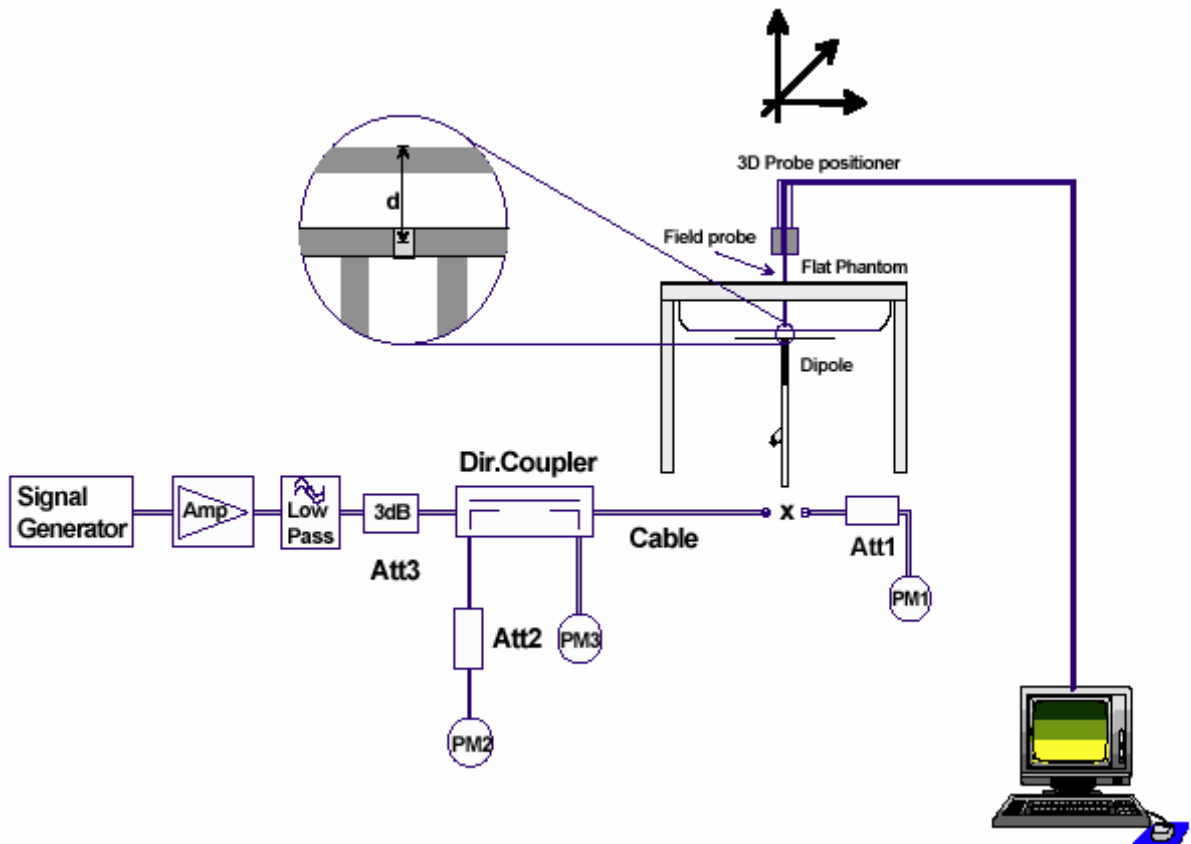 3D Probe positioner
d
Field probe
Flat Phantom
Dipole
Dir.Coupler
Signal
Generator
Amp
Low
Pass
3dB
x
Cable
Att1
Att3
PM1
Att2
PM3
PM2